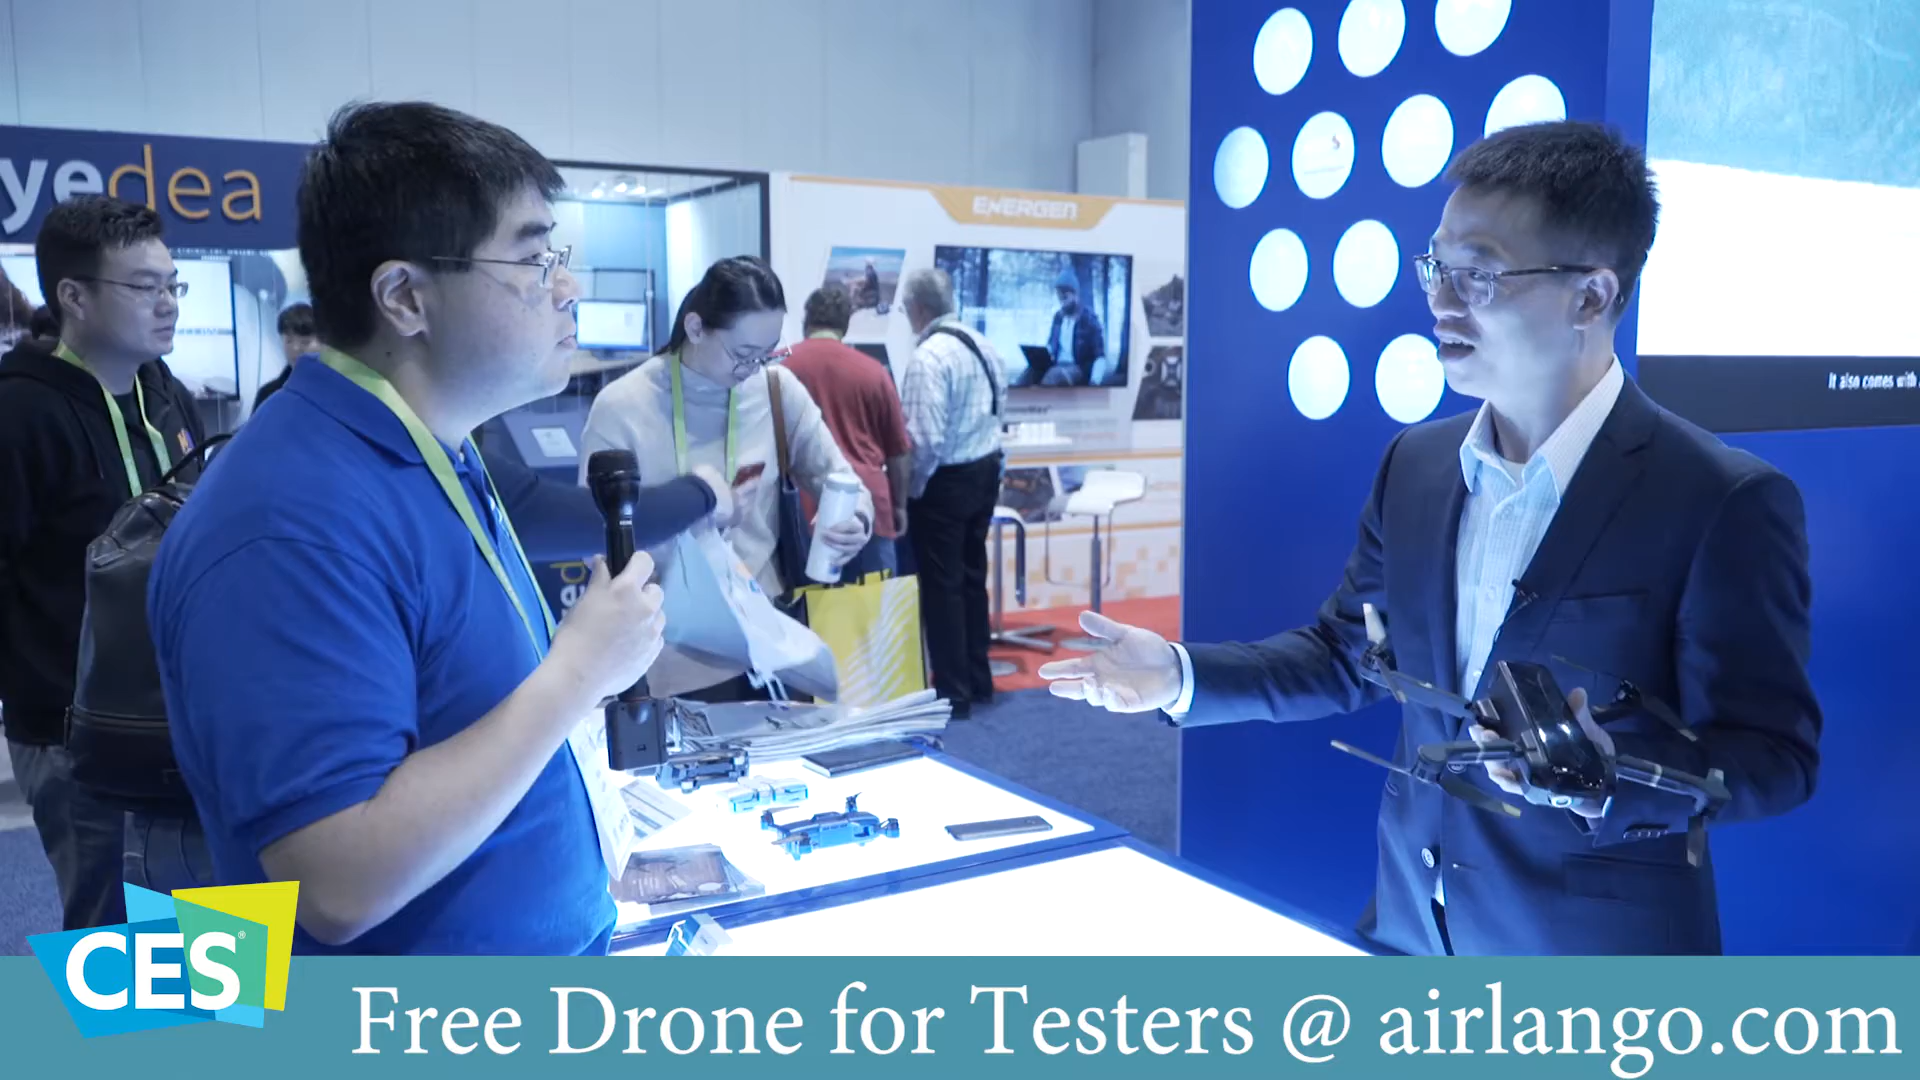 yedea
ENERGEN
It also comes with
CES®
Free Drone for Testers @ airlango.com